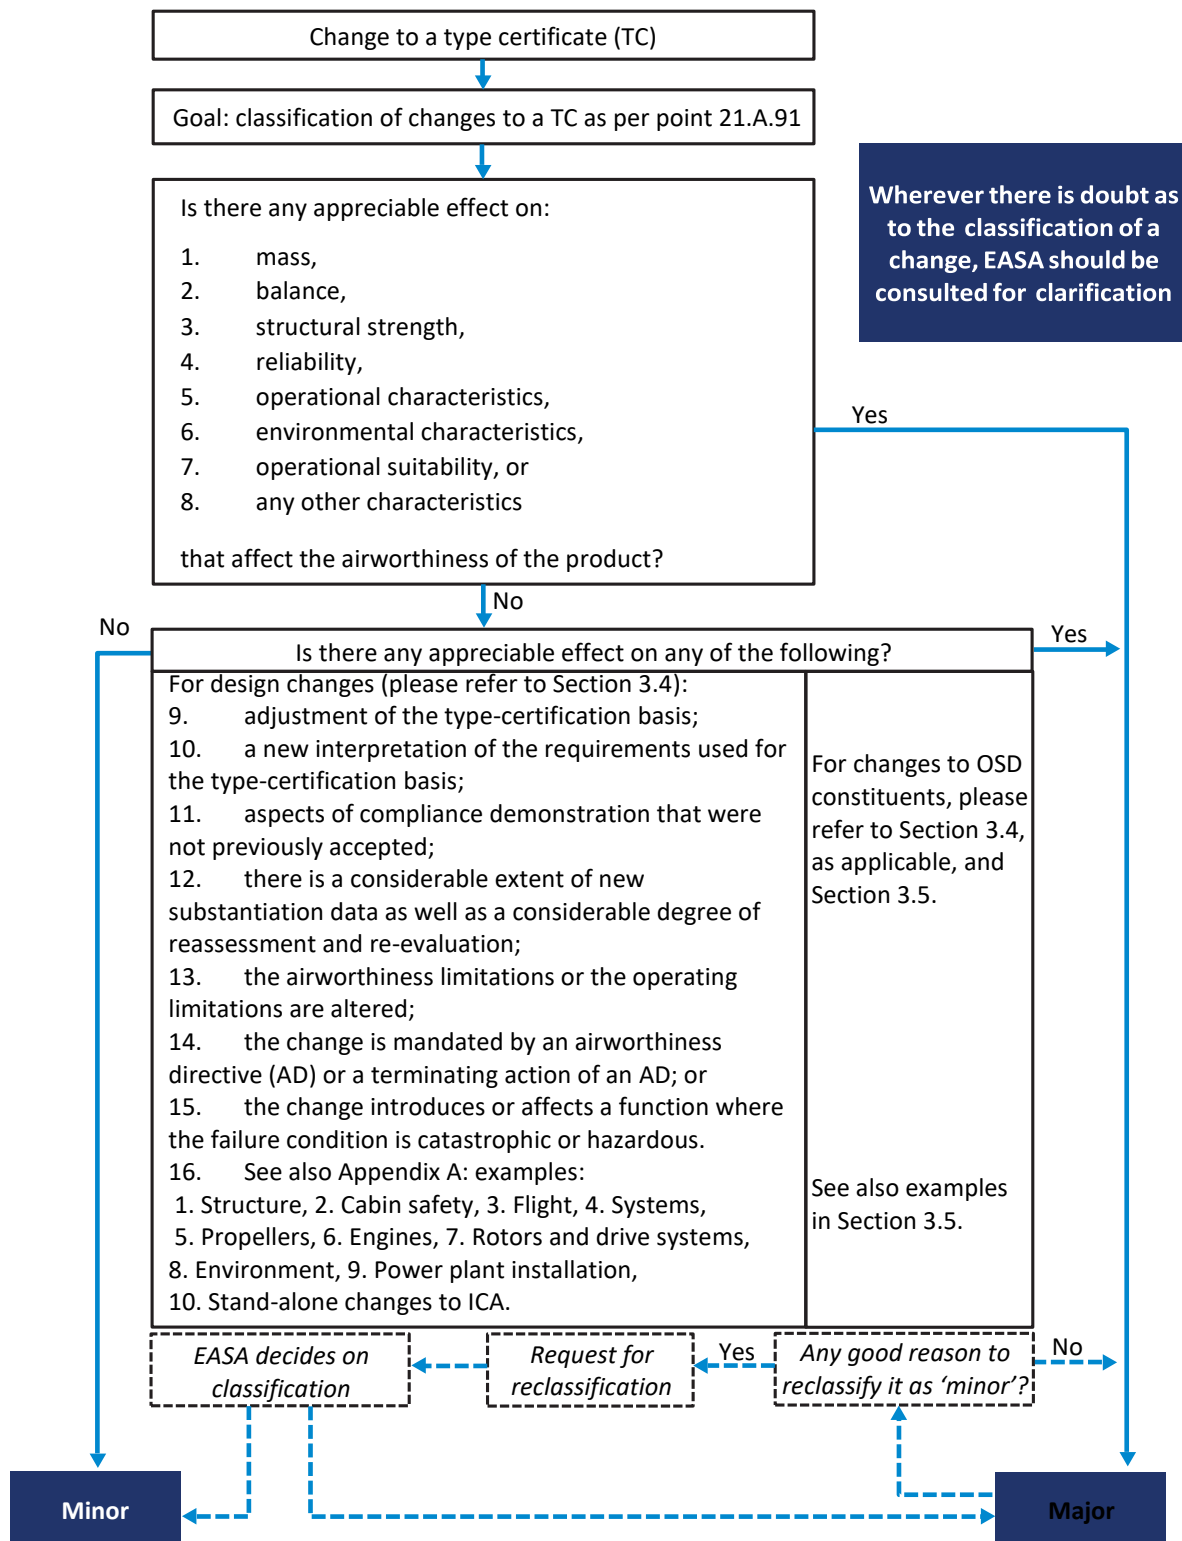 Change to a type certificate (TC)
Goal: classification of changes to a TC as per point 21.A.91
Wherever there is doubt as
to the classification of a
change, EASA should be
consulted for clarification
Is there any appreciable effect on:
1. mass,
2. balance,
3. structural strength,
4. reliability,
5. operational characteristics,
6. environmental characteristics,
7. operational suitability, or
8. any other characteristics
that affect the airworthiness of the product?
Yes
No
No
Yes
Is there any appreciable effect on any of the following?
For design changes (please refer to Section 3.4):
9. adjustment of the type-certification basis;
10. a new interpretation of the requirements used for
the type-certification basis;
11. aspects of compliance demonstration that were
not previously accepted;
12. there is a considerable extent of new
substantiation data as well as a considerable degree of
reassessment and re-evaluation;
13. the airworthiness limitations or the operating
limitations are altered;
14. the change is mandated by an airworthiness
directive (AD) or a terminating action of an AD; or
15. the change introduces or affects a function where
the failure condition is catastrophic or hazardous.
16. See also Appendix A: examples:
1. Structure, 2. Cabin safety, 3. Flight, 4. Systems,
5. Propellers, 6. Engines, 7. Rotors and drive systems,
8. Environment, 9. Power plant installation,
10. Stand-alone changes to ICA.
For changes to OSD
constituents, please
refer to Section 3.4,
as applicable, and
Section 3.5.
See also examples
in Section 3.5.
EASA decides on
classification
Request for
reclassification
Yes
Any good reason to
reclassify it as ‘minor’?
No
Minor
Major